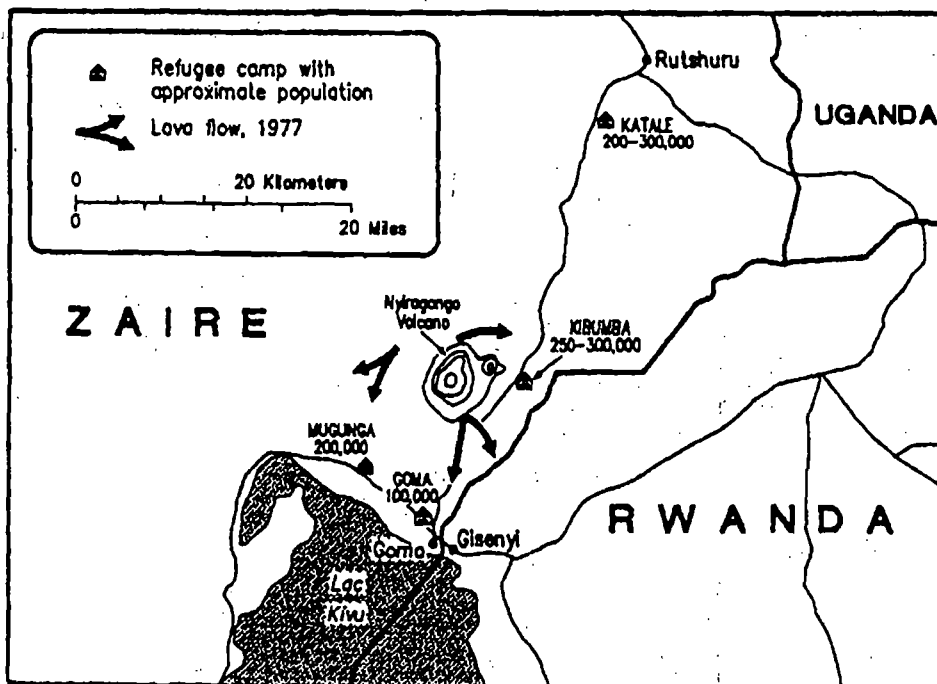 Refugee camp with
approximate population
Lava flow, 1977
0 20 Kilometers
0 20 Miles
Rutshuru
UGANDA
KATALE
200-300,000
ZAIRE
Nyiragongo
Volcano
KIBUMBA
250-300,000
MUGUNGA
200,000
GOMA
100,000
RWANDA
Goma
Gisenyi
Lac
Kivu